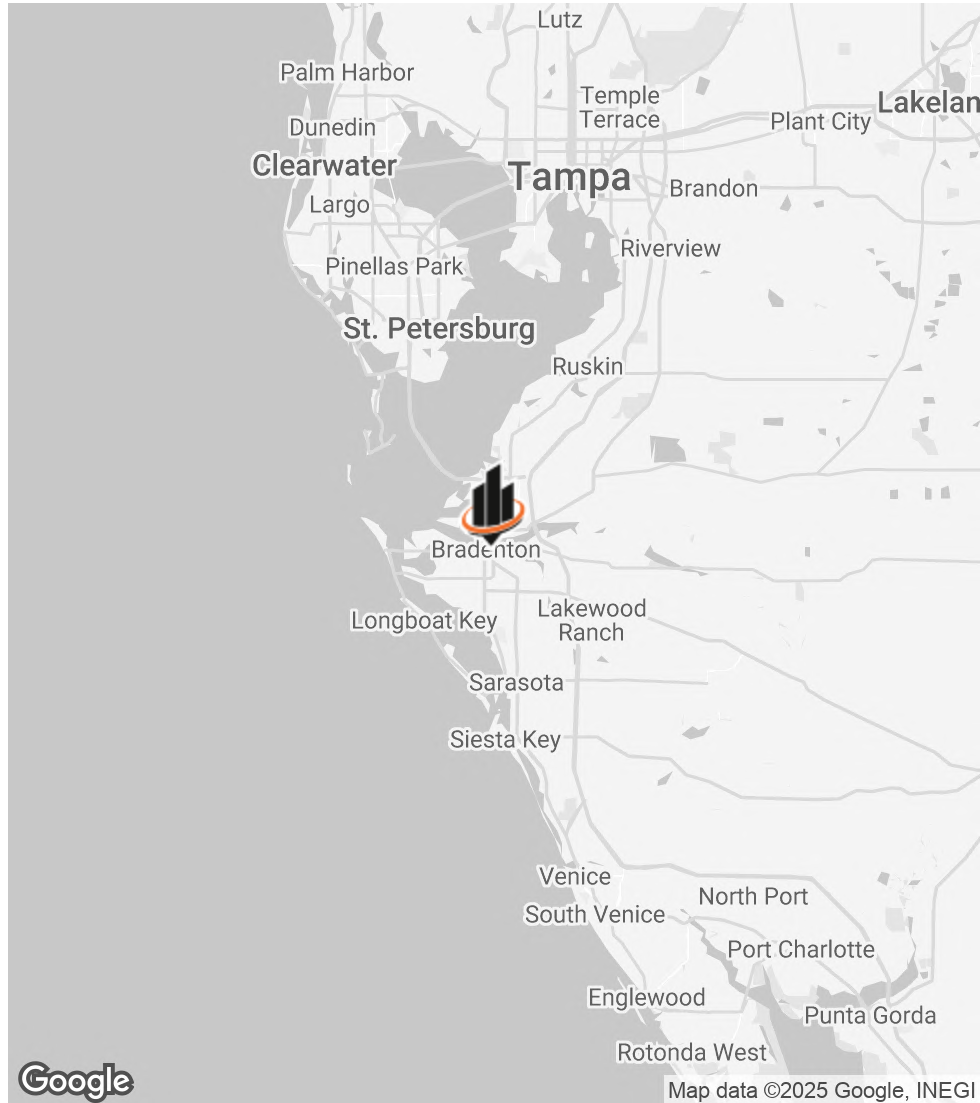 Lutz
Palm Harbor
Temple
Terrace
Lakelan
Plant City
Dunedin
Clearwater
Tampa
Brandon
Largo
Riverview
Pinellas Park
St. Petersburg
Ruskin
Bradenton
Longboat Key
Lakewood
Ranch
Sarasota
Siesta Key
Venice
North Port
South Venice
Port Charlotte
Englewood
Punta Gorda
Rotonda West
Google
Map data ©2025 Google, INEGI